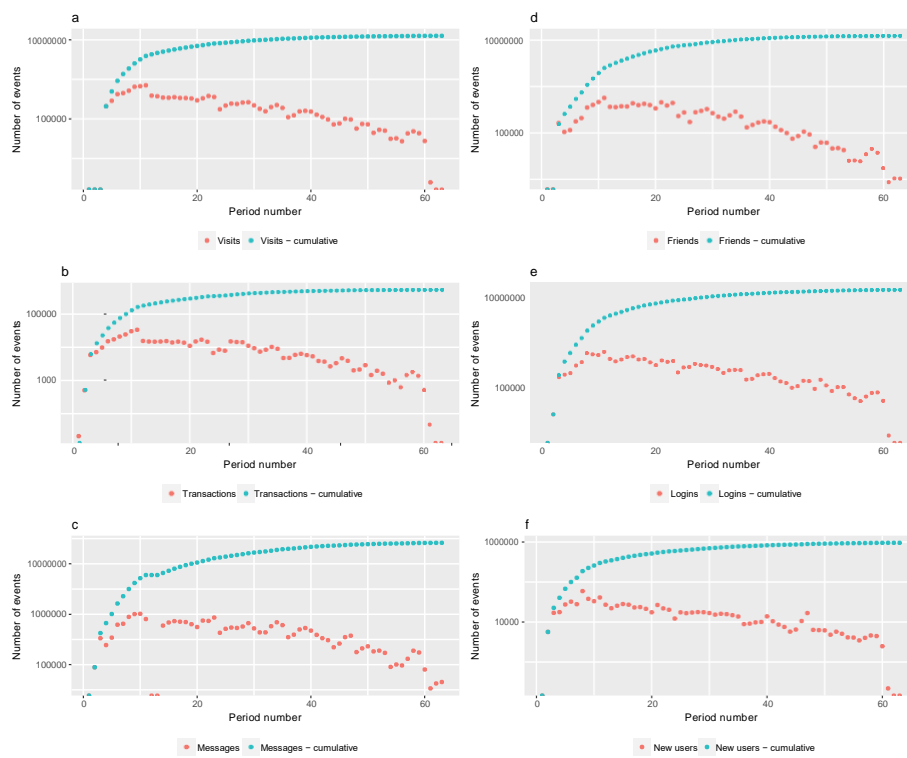 a
Number of events
10000000
100000
0
20
40
60
Period number
Visits
Visits − cumulative
d
Number of events
10000000
100000
0
20
40
60
Period number
Friends
Friends − cumulative
b
Number of events
100000
1000
0
20
40
60
Period number
Transactions
Transactions − cumulative
e
Number of events
10000000
100000
0
20
40
60
Period number
Logins
Logins − cumulative
c
Number of events
10000000
1000000
100000
0
20
40
60
Period number
Messages
Messages − cumulative
f
Number of events
1000000
10000
0
20
40
60
Period number
New users
New users − cumulative